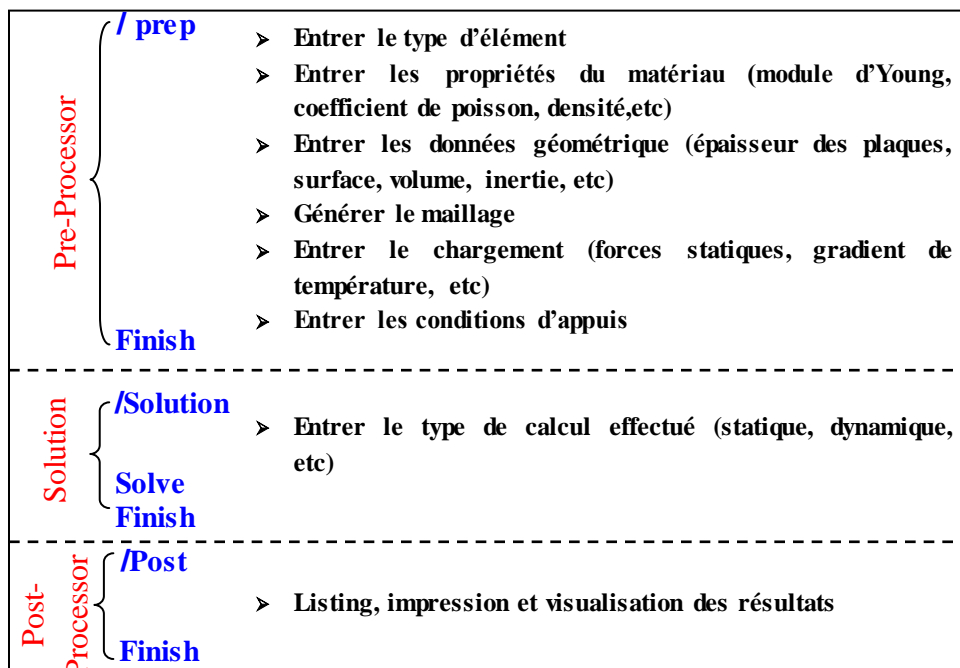 Pre-Processor
/ prep
➤ Entrer le type d'élément
➤ Entrer les propriétés du matériau (module d'Young,
coefficient de poisson, densité,etc)
➤ Entrer les données géométrique (épaisseur des plaques,
surface, volume, inertie, etc)
➤ Générer le maillage
➤ Entrer le chargement (forces statiques, gradient de
température, etc)
➤ Entrer les conditions d'appuis
Finish
Solution
/Solution
➤ Entrer le type de calcul effectué (statique, dynamique,
etc)
Solve
Finish
Post-
Processor
/Post
➤ Listing, impression et visualisation des résultats
Finish